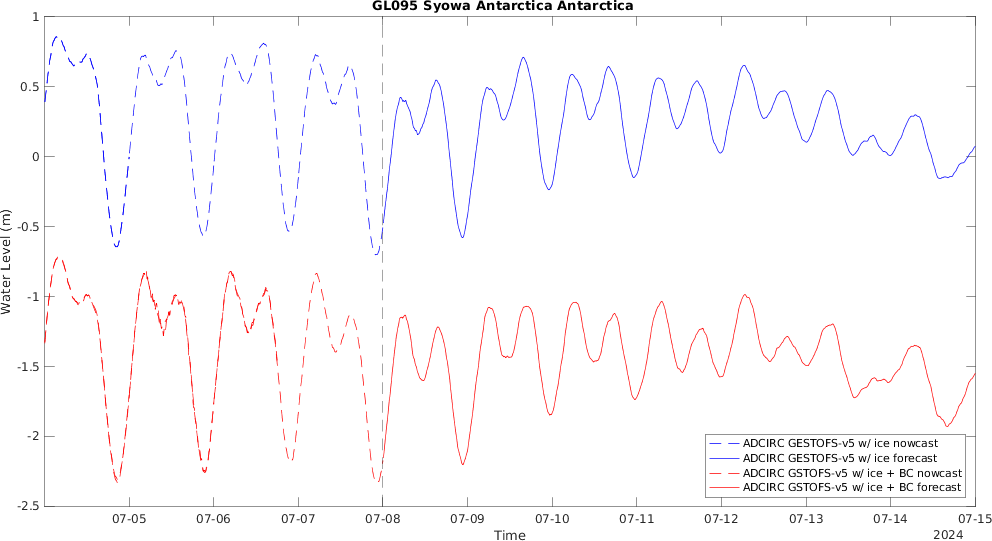 GL095 Syowa Antarctica Antarctica
1
0.5
0
-0.5
-1
-1.5
-2
-2.5
Water Level (m)
07-05 07-06 07-07 07-08 07-09 07-10 07-11 07-12 07-13 07-14 07-15
Time
2024
ADCIRC GESTOFS-v5 w/ ice nowcast
ADCIRC GESTOFS-v5 w/ ice forecast
ADCIRC GSTOFS-v5 w/ ice + BC nowcast
ADCIRC GSTOFS-v5 w/ ice + BC forecast